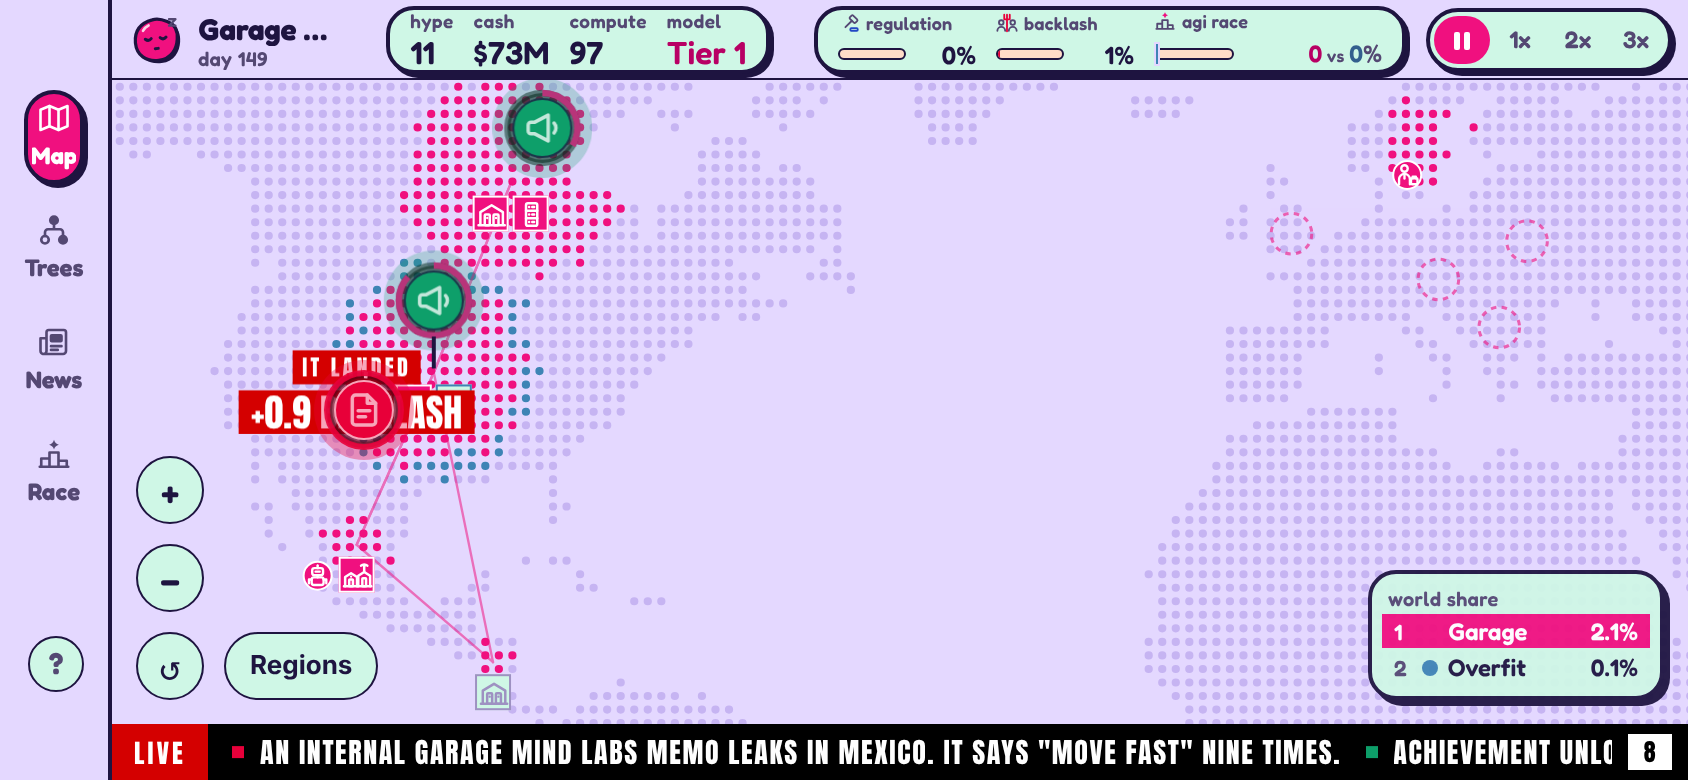 Garage ...
day 149
hype
11
cash
$73M
compute
97
model
Tier 1
regulation
0%
backlash
1%
agi race
0 vs 0%
1x
2x
3x
Map
Trees
News
Race
?
IT LANDED
+0.9
+
−
↺
Regions
world share
1 Garage 2.1%
2 Overfit 0.1%
LIVE
AN INTERNAL GARAGE MIND LABS MEMO LEAKS IN MEXICO. IT SAYS "MOVE FAST" NINE TIMES.
ACHIEVEMENT
8